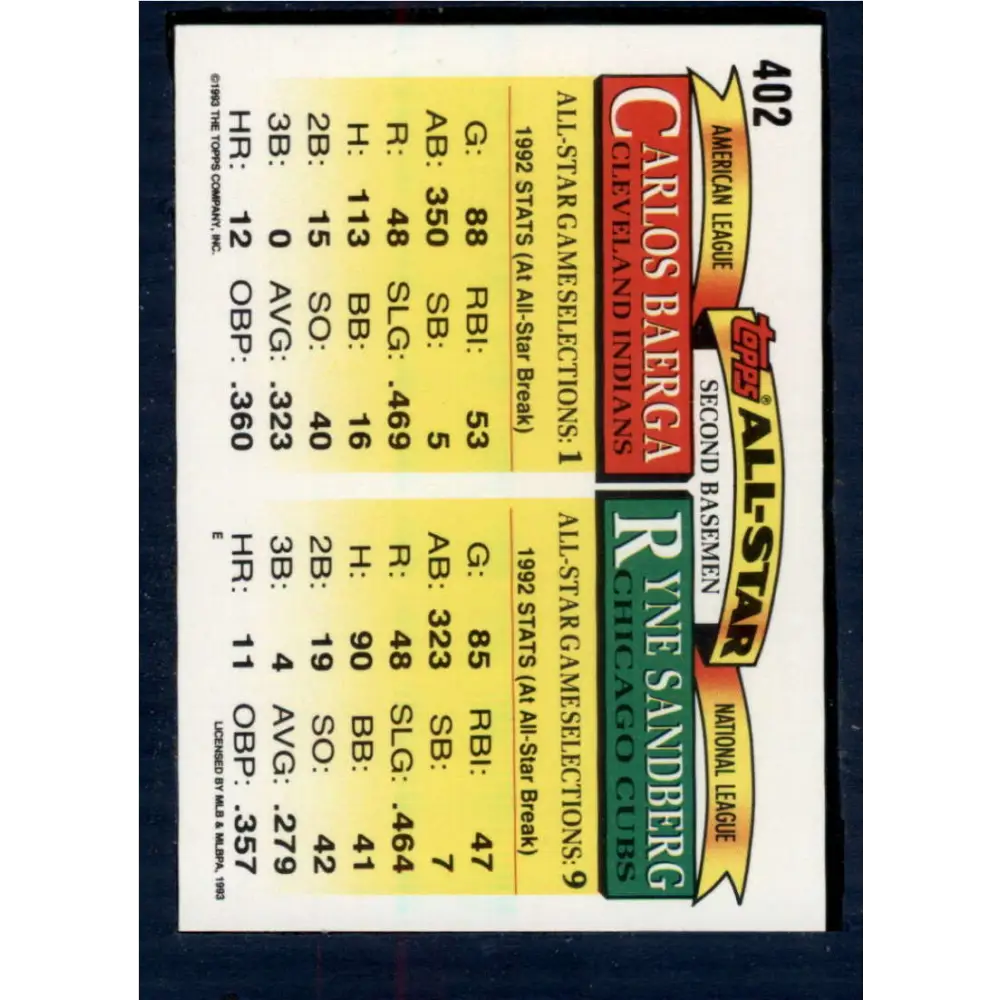 402
topps® ALL-STAR
AMERICAN LEAGUE
SECOND BASEMEN
NATIONAL LEAGUE
CARLOS BAERGA
CLEVELAND INDIANS
ALL-STAR GAME SELECTIONS: 1
1992 STATS (At All-Star Break)
G: 88 RBI: 53
AB: 350 SB: 5
R: 48 SLG: .469
H: 113 BB: 16
2B: 15 SO: 40
3B: 0 AVG: .323
HR: 12 OBP: .360
RYNE SANDBERG
CHICAGO CUBS
ALL-STAR GAME SELECTIONS: 9
1992 STATS (At All-Star Break)
G: 85 RBI: 47
AB: 323 SB: 7
R: 48 SLG: .464
H: 90 BB: 41
2B: 19 SO: 42
3B: 4 AVG: .279
HR: 11 OBP: .357
©1993 THE TOPPS COMPANY, INC.
E
LICENSED BY MLB & MLBPA, 1993